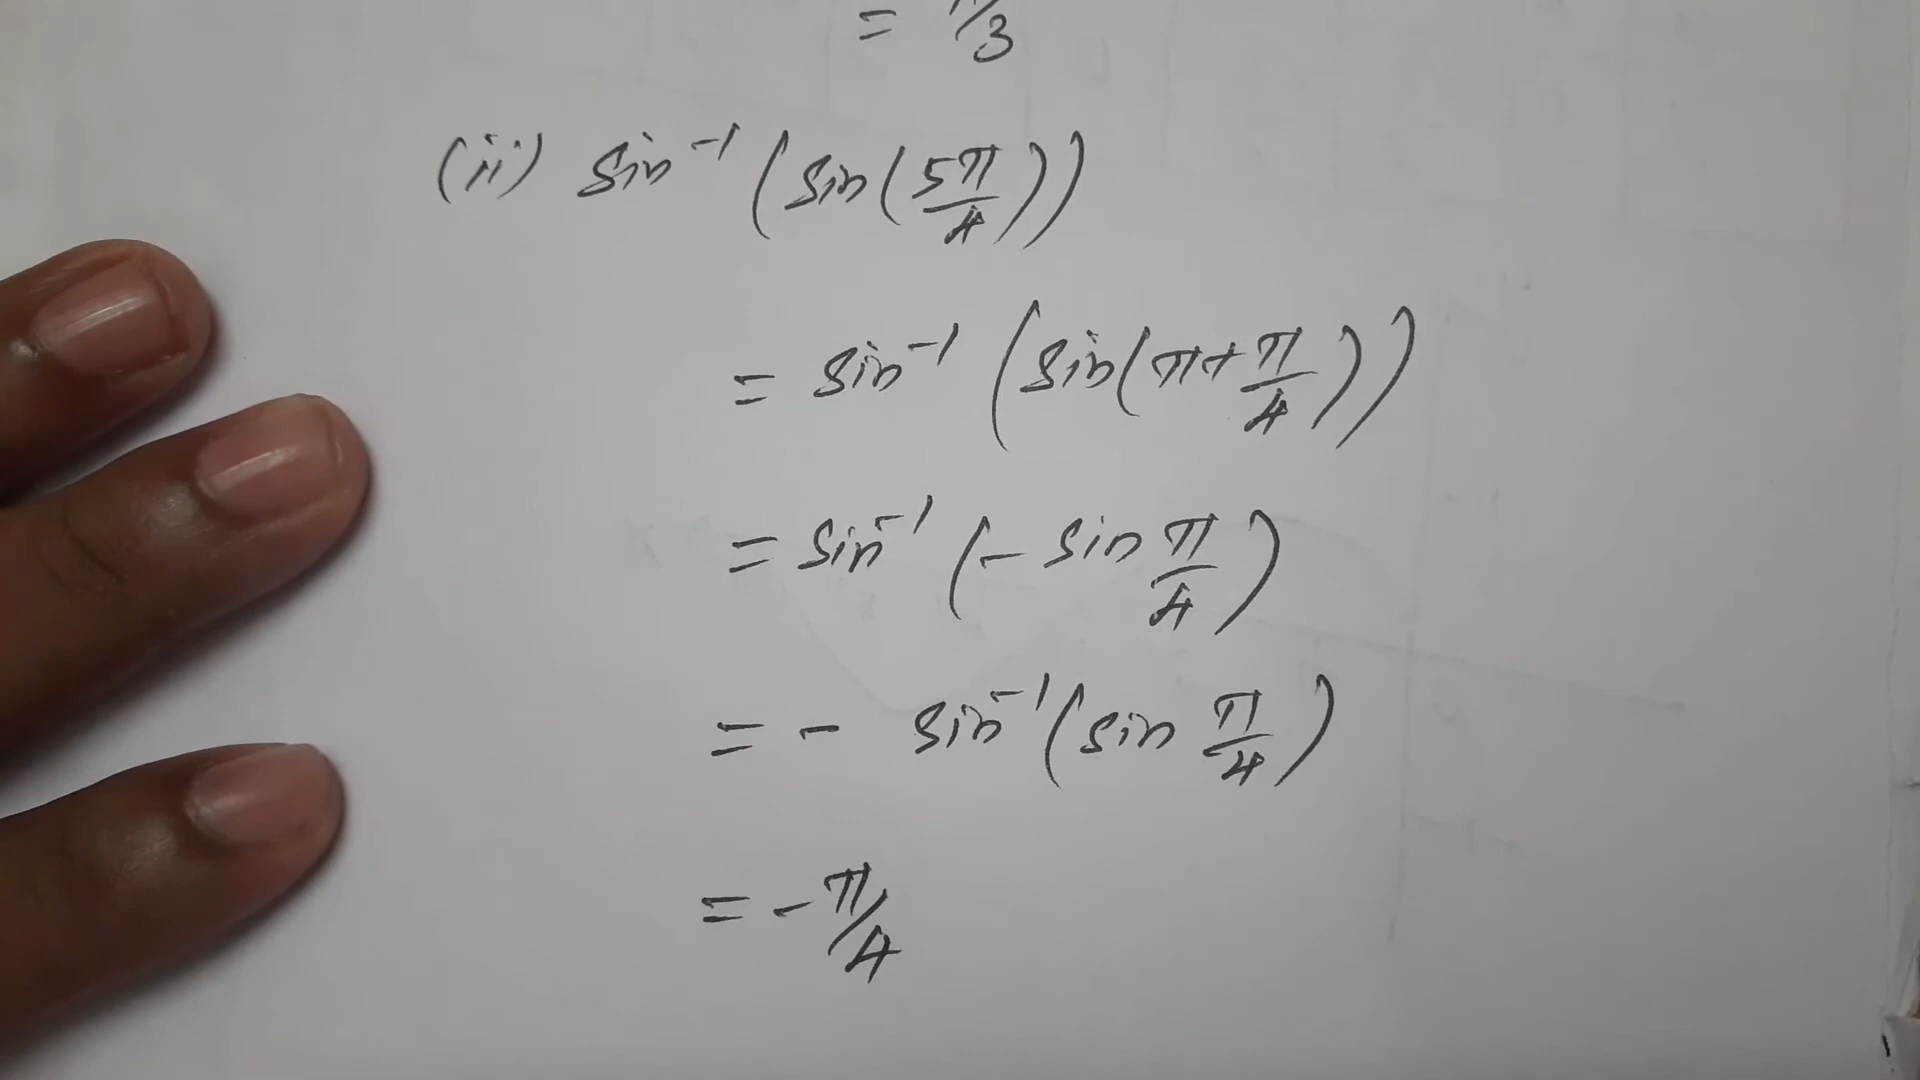 = π/3
(ii) sin⁻¹(sin(5π/4))
= sin⁻¹(sin(π+π/4))
= sin⁻¹(- sin π/4)
= - sin⁻¹(sin π/4)
= -π/4